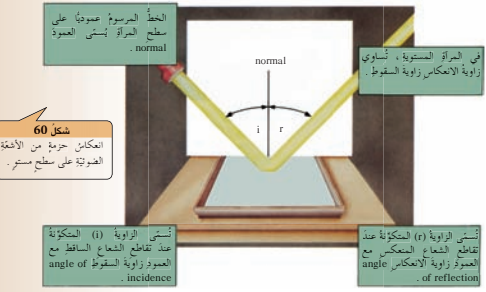 الخطُّ المرسومُ عموديًّا على
سطحِ المرآةِ يُسمّى العمودَ
normal .
في المرآةِ المستويةِ ، تُساوي
زاويةُ الانعكاسِ زاويةَ السقوطِ .
normal
i
r
شكل 60
انعكاسُ حزمةٍ من الأشعّةِ
الضوئيّةِ على سطحٍ مستوٍ .
تُسمّى الزاويةُ (i) المتكوّنةُ
عندَ تقاطعِ الشعاعِ الساقطِ مع
العمودِ زاويةَ السقوطِ angle of
incidence .
تُسمّى الزاويةُ (r) المتكوّنةُ عندَ
تقاطعِ الشعاعِ المنعكسِ مع
العمودِ زاويةَ الانعكاسِ angle
of reflection .